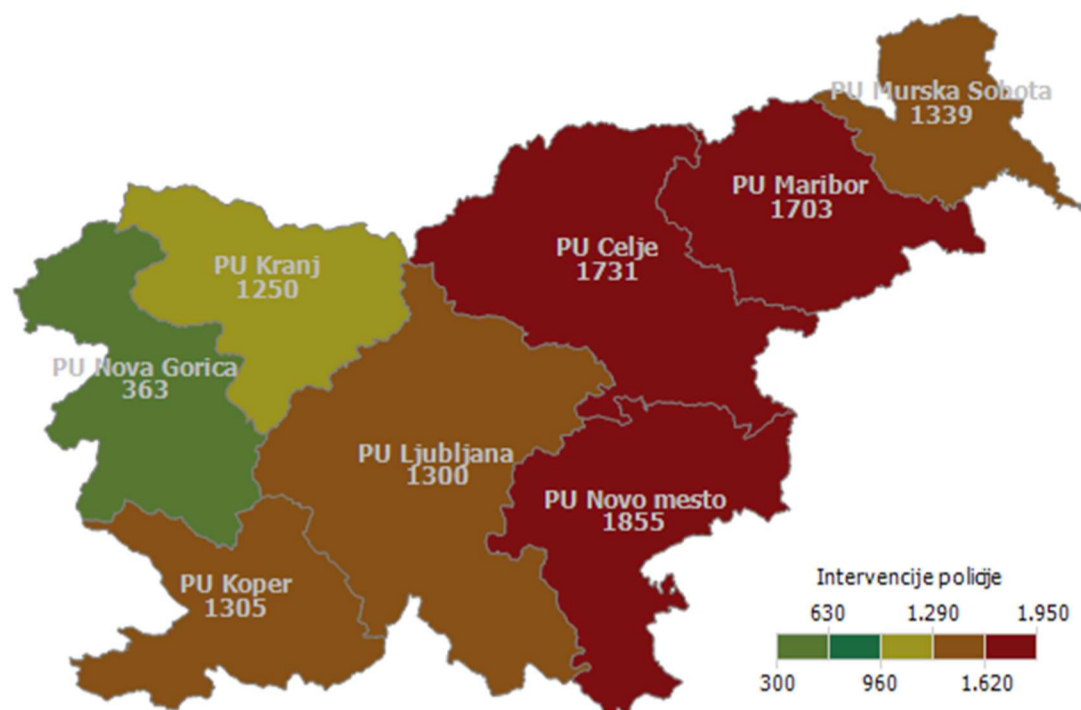 PU Murska Sobota
1339
PU Maribor
1703
PU Celje
1731
PU Kranj
1250
PU Nova Gorica
363
PU Ljubljana
1300
PU Novo mesto
1855
PU Koper
1305
Intervencije policije
630 1.290 1.950
300 960 1.620